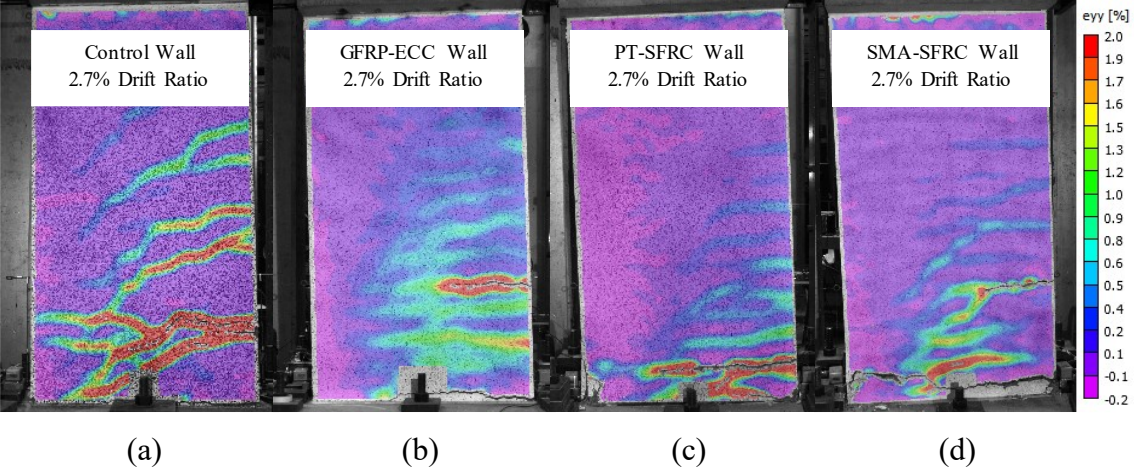 eyy [%]
Control Wall
2.7% Drift Ratio
GFRP-ECC Wall
2.7% Drift Ratio
PT-SFRC Wall
2.7% Drift Ratio
SMA-SFRC Wall
2.7% Drift Ratio
2.0
1.9
1.7
1.6
1.5
1.3
1.2
1.0
0.9
0.8
0.6
0.5
0.4
0.2
0.1
-0.1
-0.2
(a)
(b)
(c)
(d)